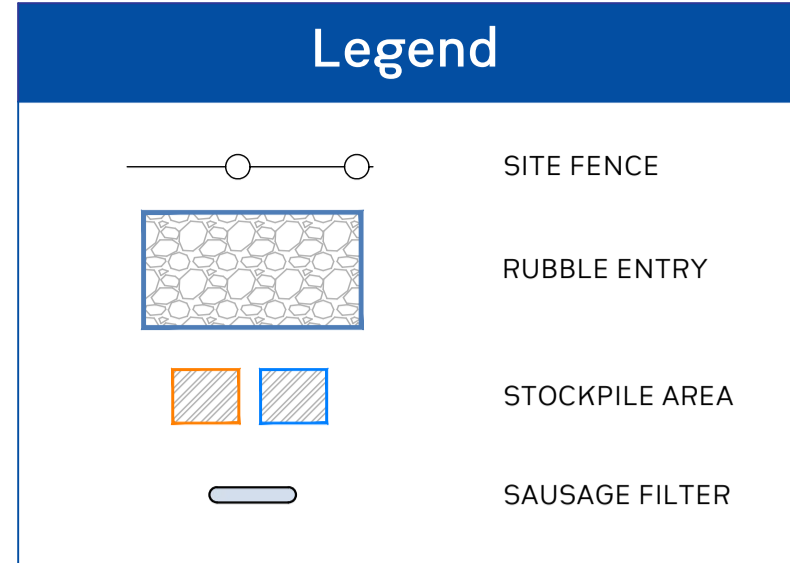 Legend
SITE FENCE
RUBBLE ENTRY
STOCKPILE AREA
SAUSAGE FILTER